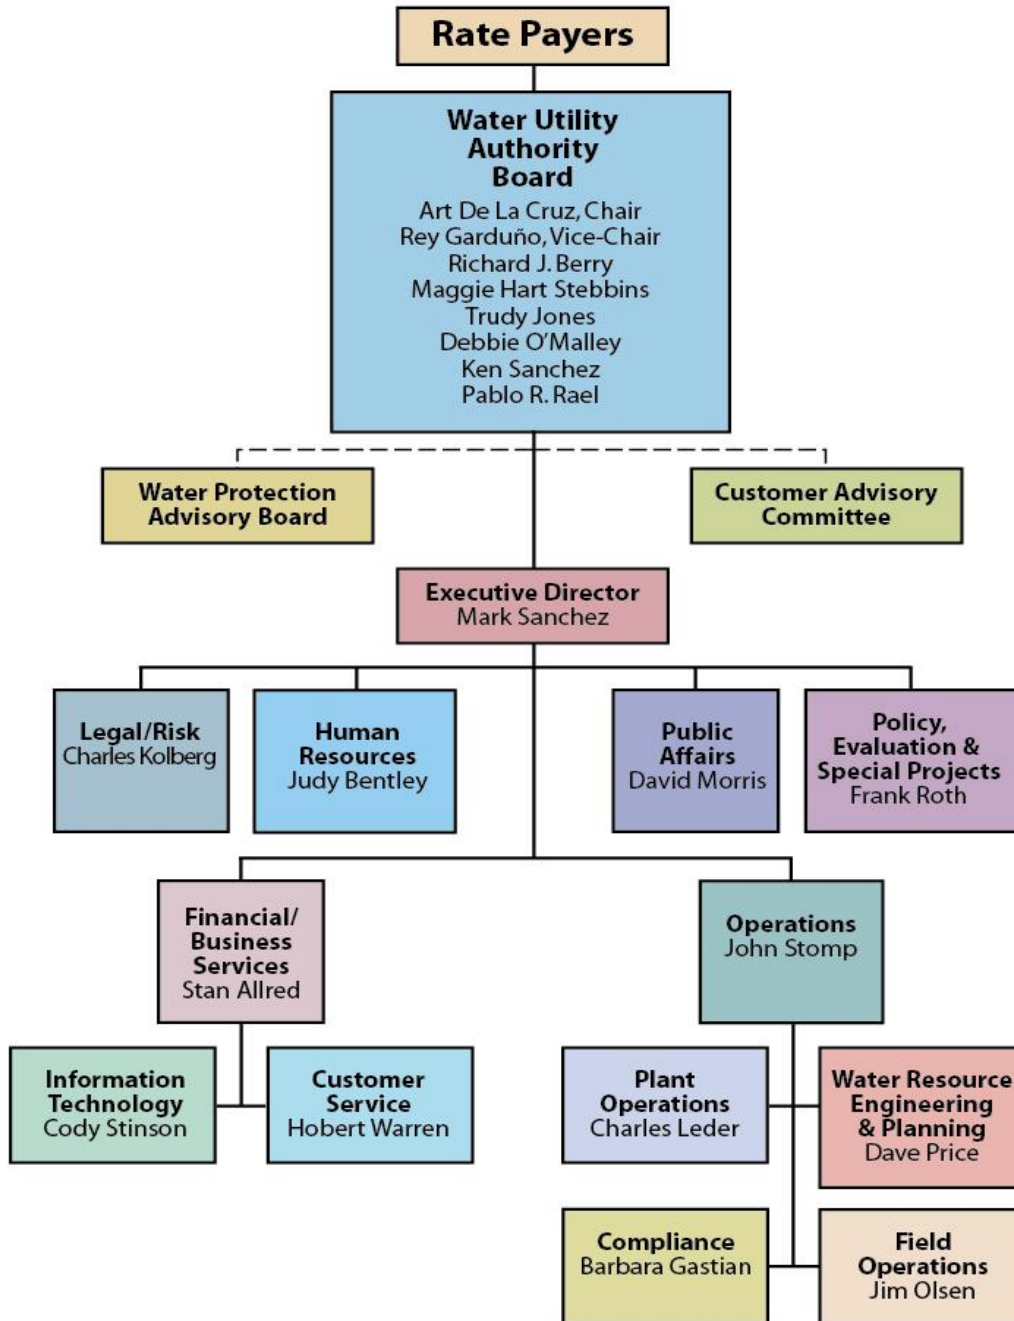 Rate Payers
Water Utility
Authority
Board
Art De La Cruz, Chair
Rey Garduño, Vice-Chair
Richard J. Berry
Maggie Hart Stebbins
Trudy Jones
Debbie O'Malley
Ken Sanchez
Pablo R. Rael
Water Protection
Advisory Board
Customer Advisory
Committee
Executive Director
Mark Sanchez
Legal/Risk
Charles Kolberg
Human
Resources
Judy Bentley
Public
Affairs
David Morris
Policy,
Evaluation &
Special Projects
Frank Roth
Financial/
Business
Services
Stan Allred
Operations
John Stomp
Information
Technology
Cody Stinson
Customer
Service
Hobert Warren
Plant
Operations
Charles Leder
Water Resource
Engineering
& Planning
Dave Price
Compliance
Barbara Gastian
Field
Operations
Jim Olsen